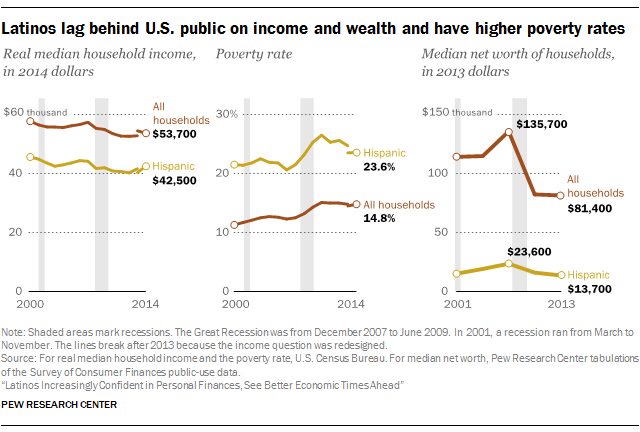 Latinos lag behind U.S. public on income and wealth and have higher poverty rates
Real median household income,
in 2014 dollars
$60 thousand
40
20
0
2000
2014
All
households
$53,700
Hispanic
$42,500
Poverty rate
30%
20
10
0
2000
2014
Hispanic
23.6%
All households
14.8%
Median net worth of households,
in 2013 dollars
$150 thousand
100
50
0
2001
2013
$135,700
All
households
$81,400
$23,600
Hispanic
$13,700
Note: Shaded areas mark recessions. The Great Recession was from December 2007 to June 2009. In 2001, a recession ran from March to
November. The lines break after 2013 because the income question was redesigned.
Source: For real median household income and the poverty rate, U.S. Census Bureau. For median net worth, Pew Research Center tabulations
of the Survey of Consumer Finances public-use data.
“Latinos Increasingly Confident in Personal Finances, See Better Economic Times Ahead”
PEW RESEARCH CENTER